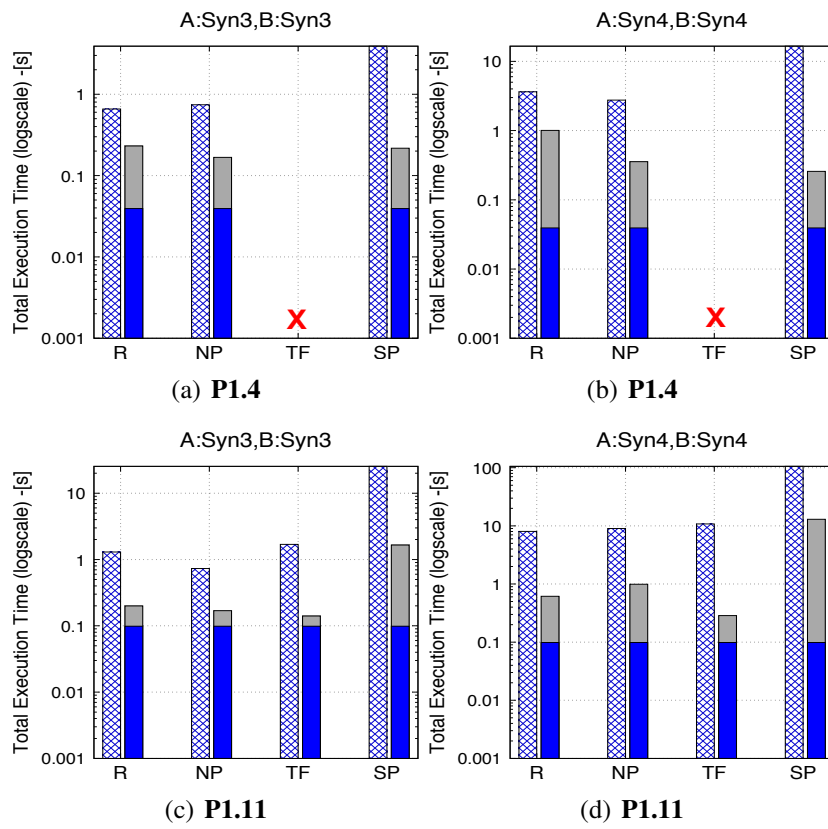 A:Syn3,B:Syn3
A:Syn4,B:Syn4
Total Execution Time (logscale) -[s]
1
0.1
0.01
0.001
R NP TF SP
X
Total Execution Time (logscale) -[s]
10
1
0.1
0.01
0.001
R NP TF SP
X
(a) P1.4
(b) P1.4
A:Syn3,B:Syn3
A:Syn4,B:Syn4
Total Execution Time (logscale) -[s]
10
1
0.1
0.01
0.001
R NP TF SP
Total Execution Time (logscale) -[s]
100
10
1
0.1
0.01
0.001
R NP TF SP
(c) P1.11
(d) P1.11